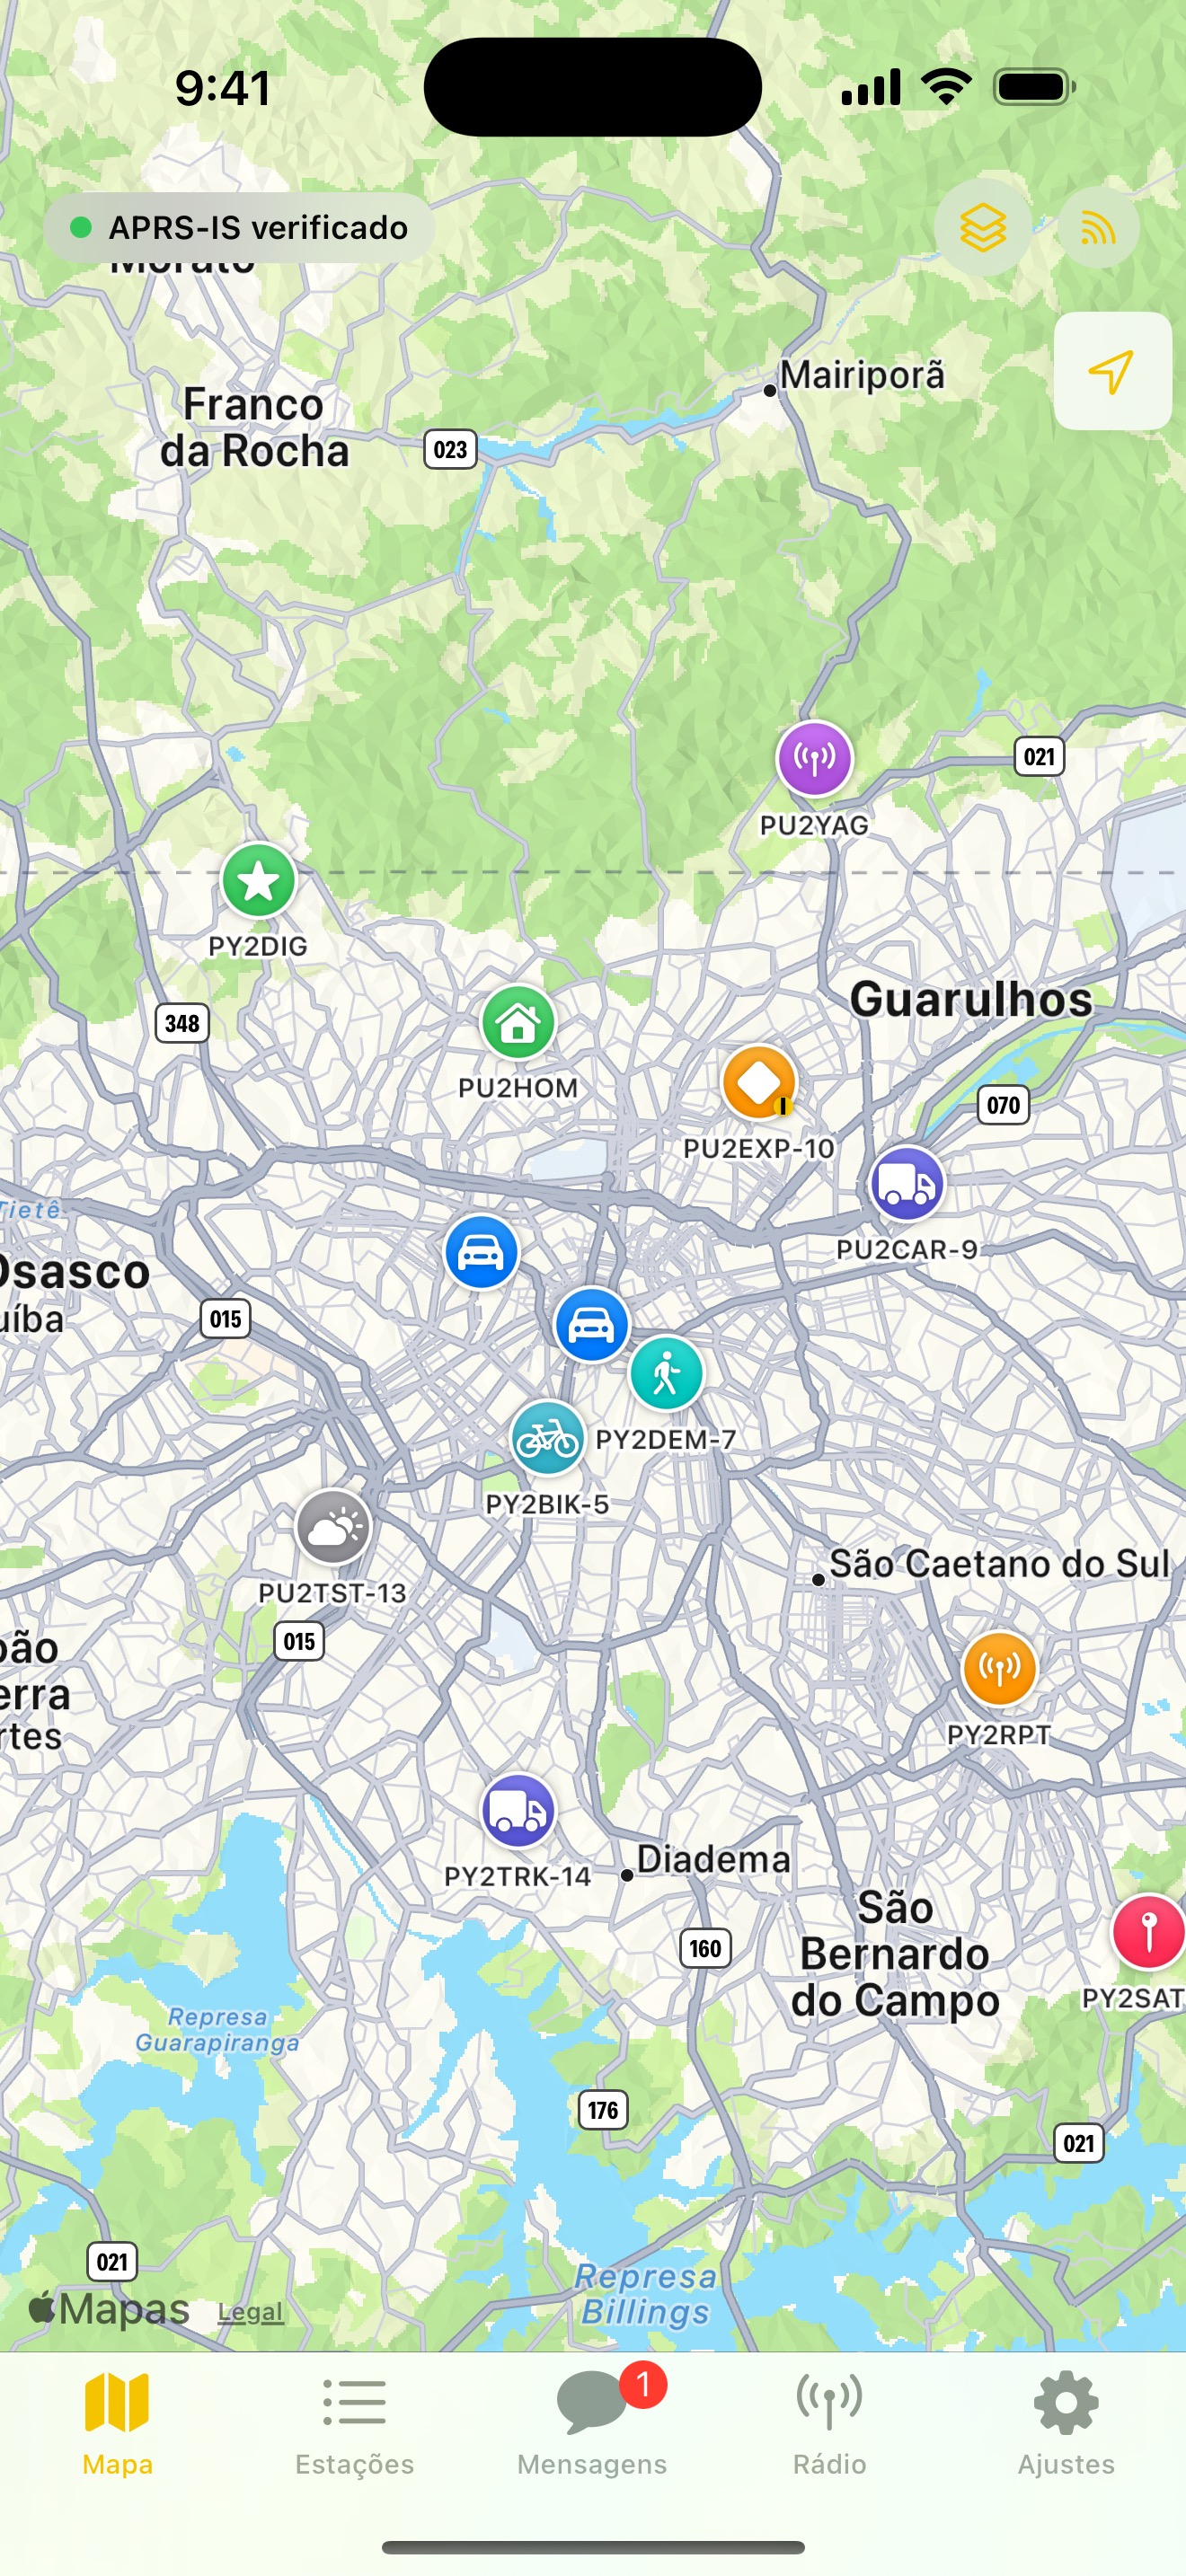 9:41
APRS-IS verificado
Morato
Mairiporã
Franco
da Rocha
023
021
PU2YAG
PY2DIG
Guarulhos
348
PU2HOM
070
PU2EXP-10
Tietê
PU2CAR-9
Osasco
015
PY2DEM-7
PY2BIK-5
São Caetano do Sul
PU2TST-13
015
PY2RPT
Diadema
PY2TRK-14
São
Bernardo
do Campo
160
PY2SAT
Represa
Guarapiranga
176
021
021
Represa
Billings
Mapas Legal
1
Mapa Estações Mensagens Rádio Ajustes